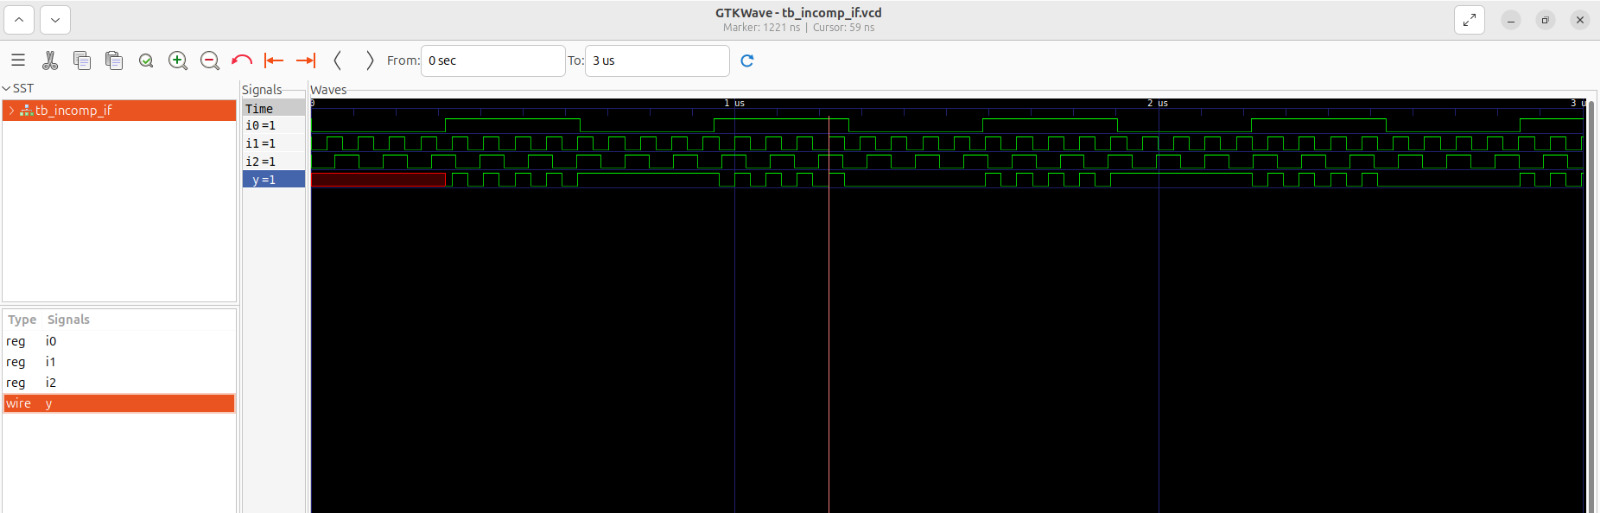 GTKWave - tb_incomp_if.vcd
Marker: 1221 ns | Cursor: 59 ns
From: 0 sec To: 3 us
SST
tb_incomp_if
Type Signals
reg i0
reg i1
reg i2
wire y
Signals
Time
i0 =1
i1 =1
i2 =1
y =1
Waves
0 1 us 2 us 3 u